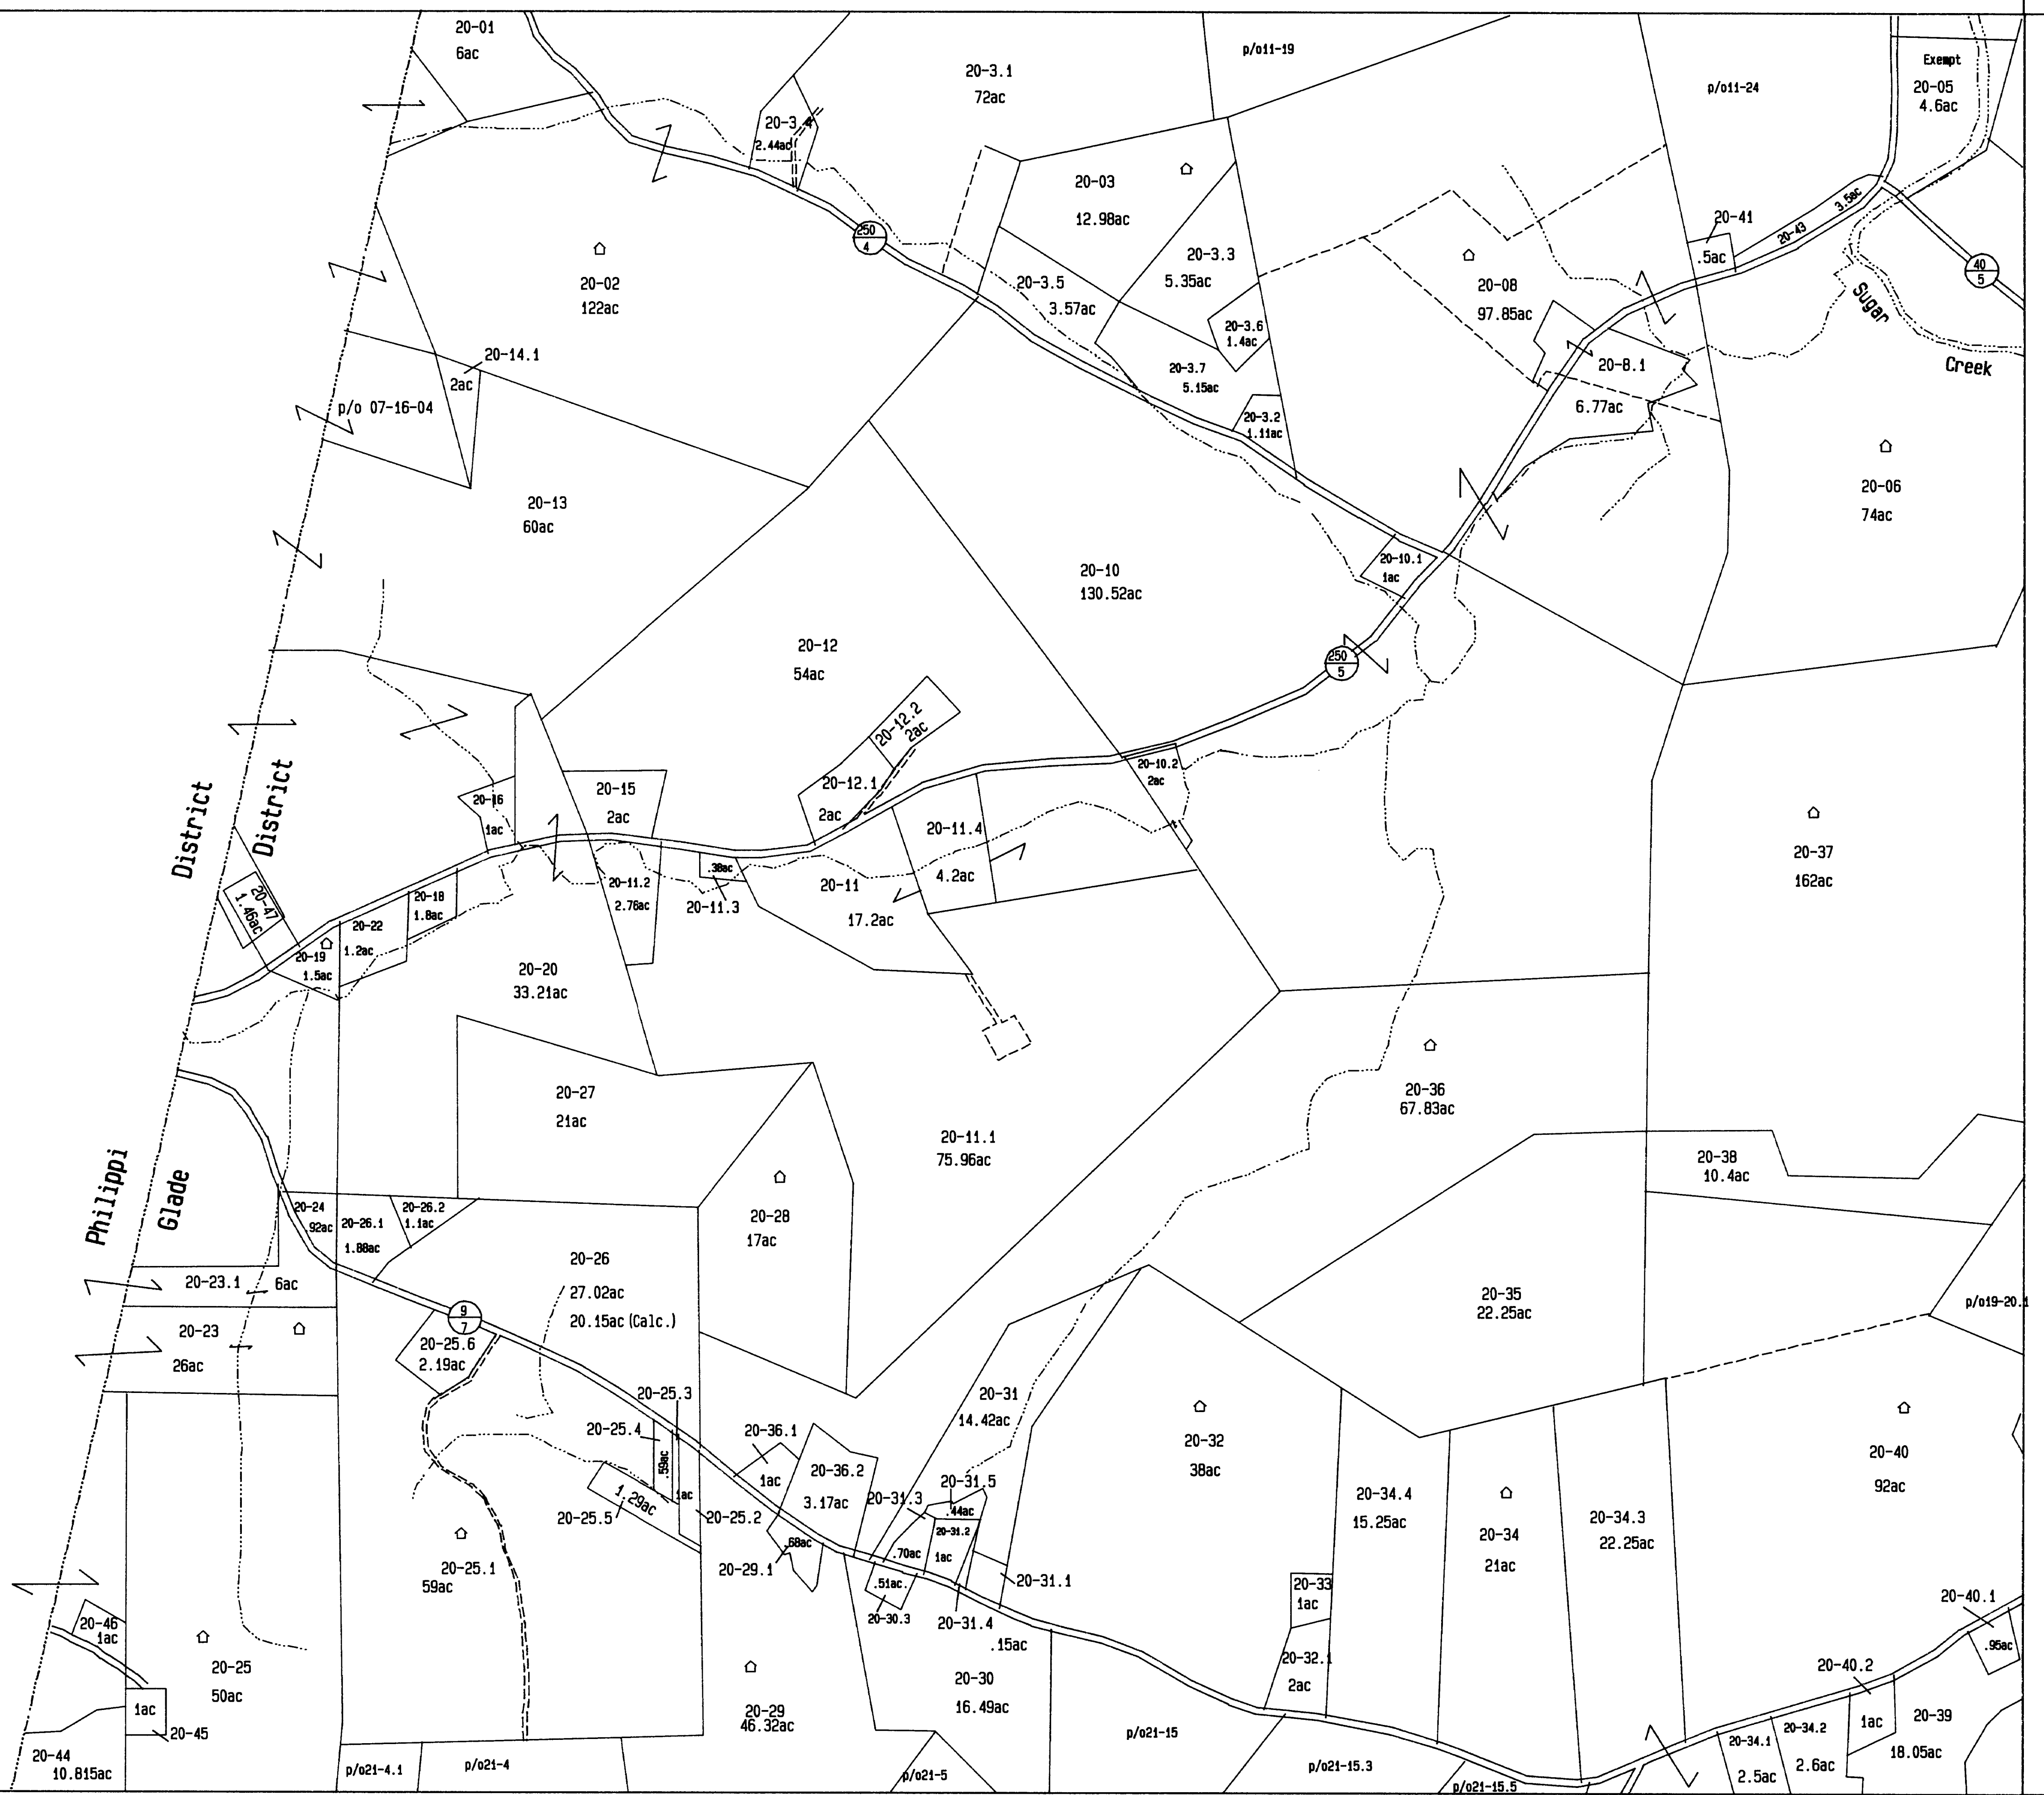 20-01
6ac
20-3.1
72ac
p/o11-19
p/o11-24
Exempt
20-05
4.6ac
20-3.4
2.44ac
20-03
12.98ac
20-3.3
5.35ac
20-3.5
3.57ac
20-3.6
1.4ac
20-3.7
5.15ac
20-3.2
1.11ac
250
4
20-02
122ac
20-08
97.85ac
20-41
.5ac
20-43
3.5ac
40
5
Sugar
Creek
20-8.1
6.77ac
20-14.1
2ac
p/o 07-16-04
20-13
60ac
20-06
74ac
20-10
130.52ac
20-10.1
1ac
20-12
54ac
250
5
20-12.2
2ac
20-12.1
2ac
20-10.2
2ac
District
District
20-16
1ac
20-15
2ac
20-11.4
4.2ac
20-37
162ac
20-47
1.46ac
20-18
1.8ac
20-22
1.2ac
20-19
1.5ac
20-11.2
2.76ac
.38ac
20-11.3
20-11
17.2ac
20-20
33.21ac
20-27
21ac
20-11.1
75.96ac
20-36
67.83ac
20-38
10.4ac
Philippi
Glade
20-24
.92ac
20-26.1
1.88ac
20-26.2
1.1ac
20-28
17ac
20-26
27.02ac
20.15ac (Calc.)
20-23.1
6ac
20-23
26ac
9
7
20-25.6
2.19ac
20-35
22.25ac
p/o19-20.1
20-25.3
20-25.4
.59ac
1ac
20-25.5
1.29ac
20-25.2
20-36.1
1ac
20-36.2
3.17ac
20-31
14.42ac
20-31.3
20-31.5
.44ac
20-31.2
1ac
.70ac
20-32
38ac
20-34.4
15.25ac
20-34
21ac
20-34.3
22.25ac
20-40
92ac
20-25.1
59ac
.68ac
20-29.1
.51ac.
20-30.3
20-31.4
.15ac
20-31.1
20-33
1ac
20-32.1
2ac
20-40.1
.95ac
20-46
1ac
20-25
50ac
1ac
20-45
20-44
10.815ac
20-29
46.32ac
20-30
16.49ac
20-40.2
1ac
20-39
18.05ac
20-34.1
2.5ac
20-34.2
2.6ac
p/o21-4.1
p/o21-4
p/o21-5
p/o21-15
p/o21-15.3
p/o21-15.5